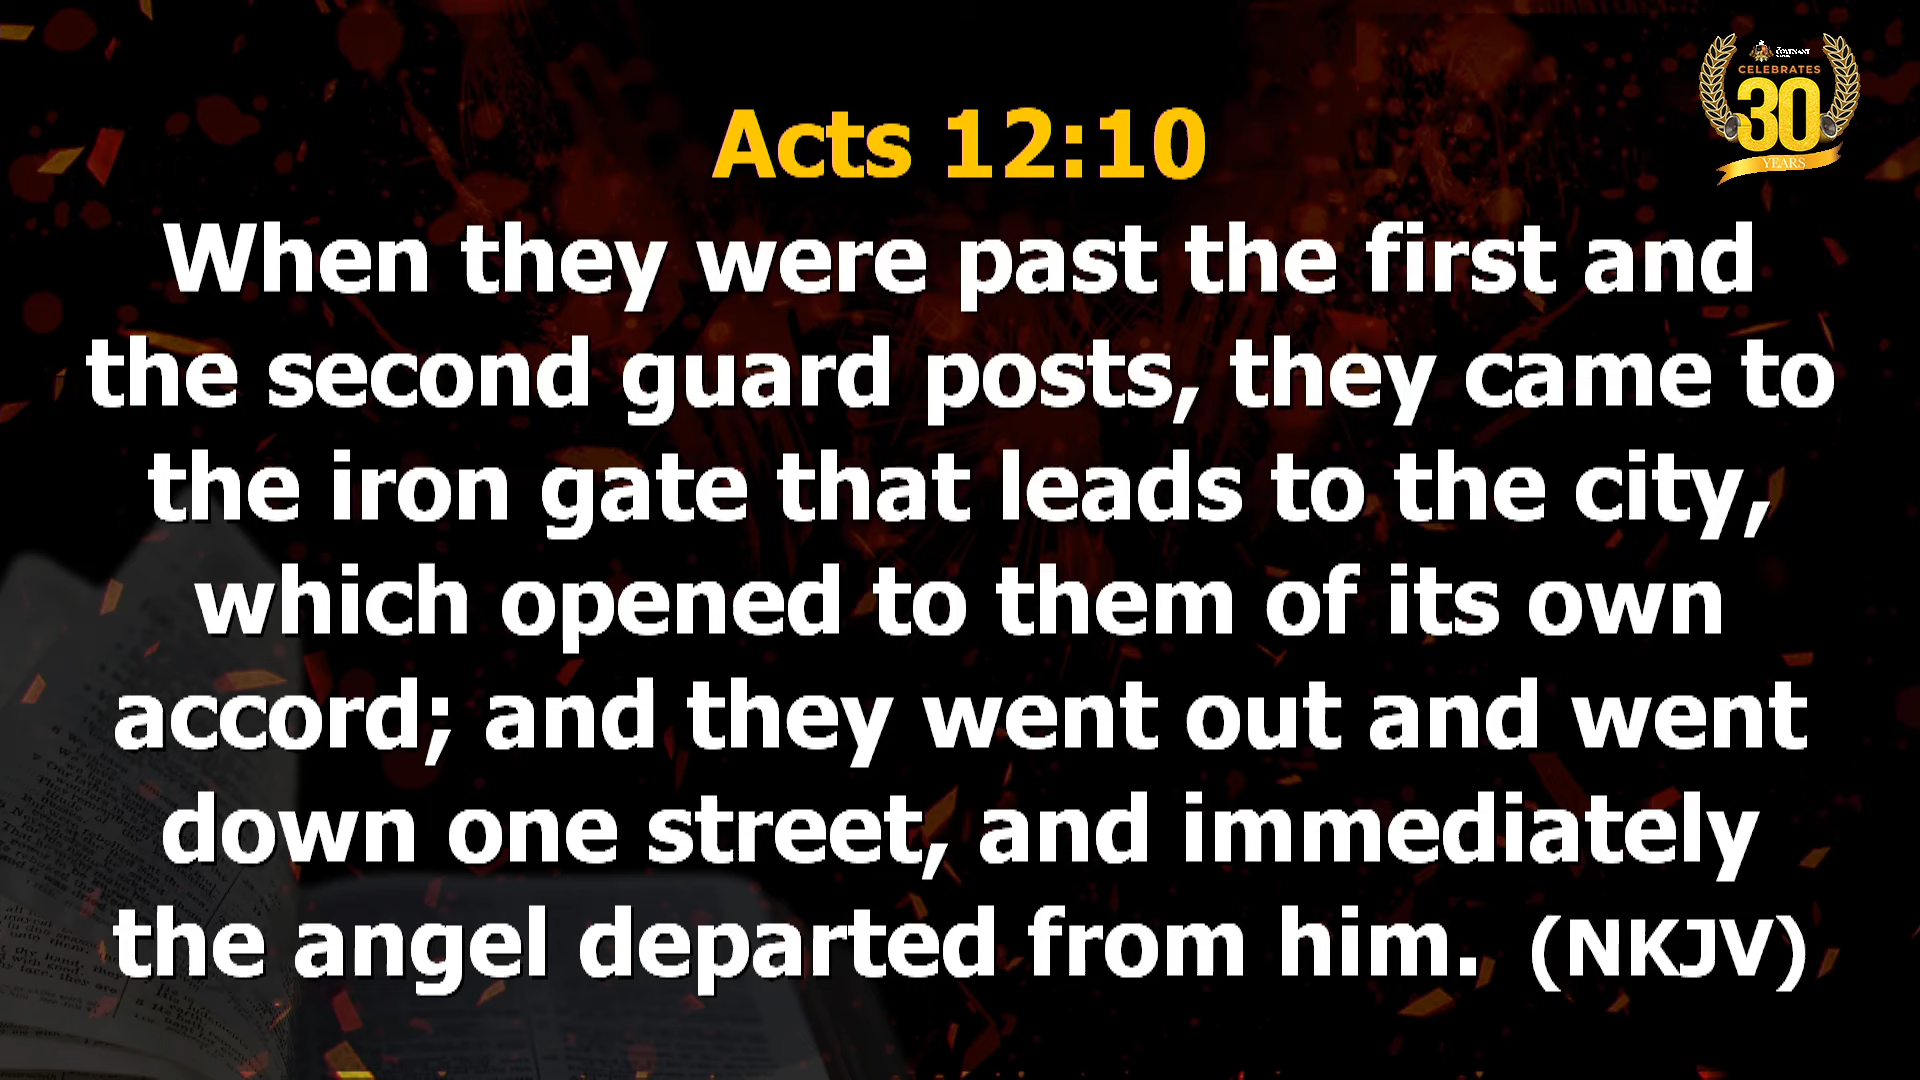 COVENANT
CELEBRATES
30
YEARS
Acts 12:10
When they were past the first and
the second guard posts, they came to
the iron gate that leads to the city,
which opened to them of its own
accord; and they went out and went
down one street, and immediately
the angel departed from him. (NKJV)